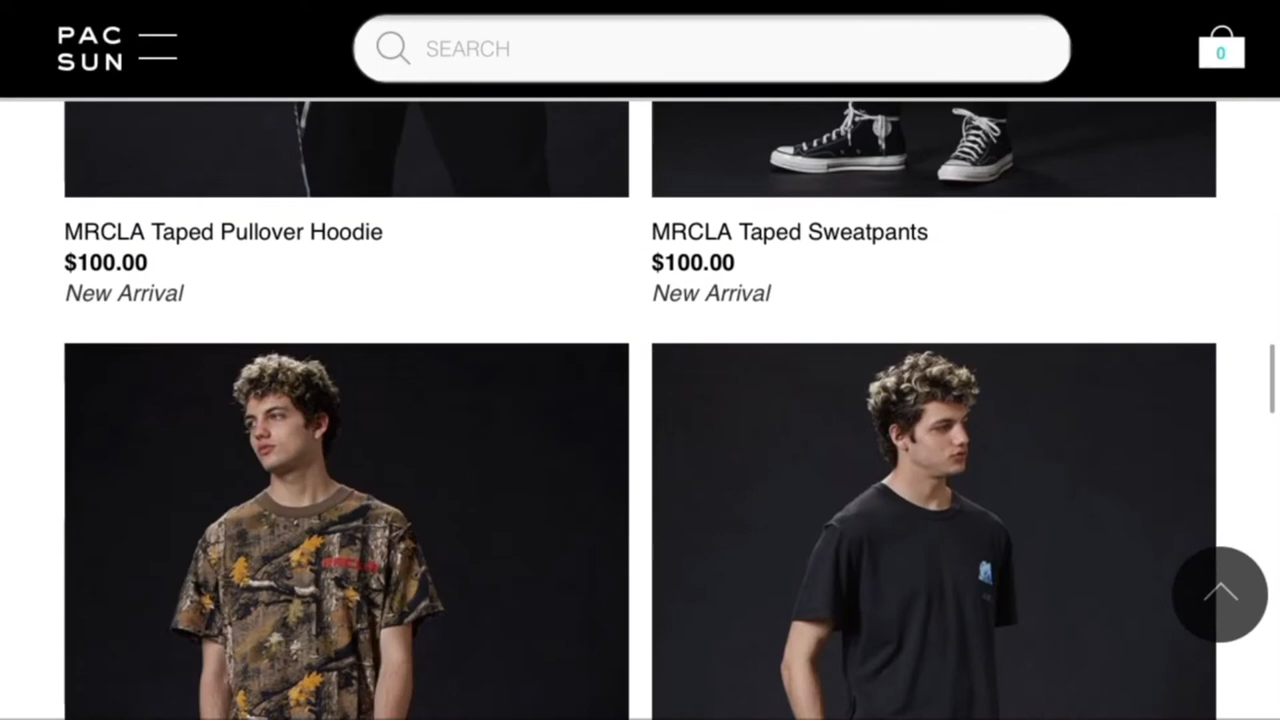 PAC
SUN
SEARCH
0
MRCLA Taped Pullover Hoodie
$100.00
New Arrival
MRCLA Taped Sweatpants
$100.00
New Arrival
MRCLA